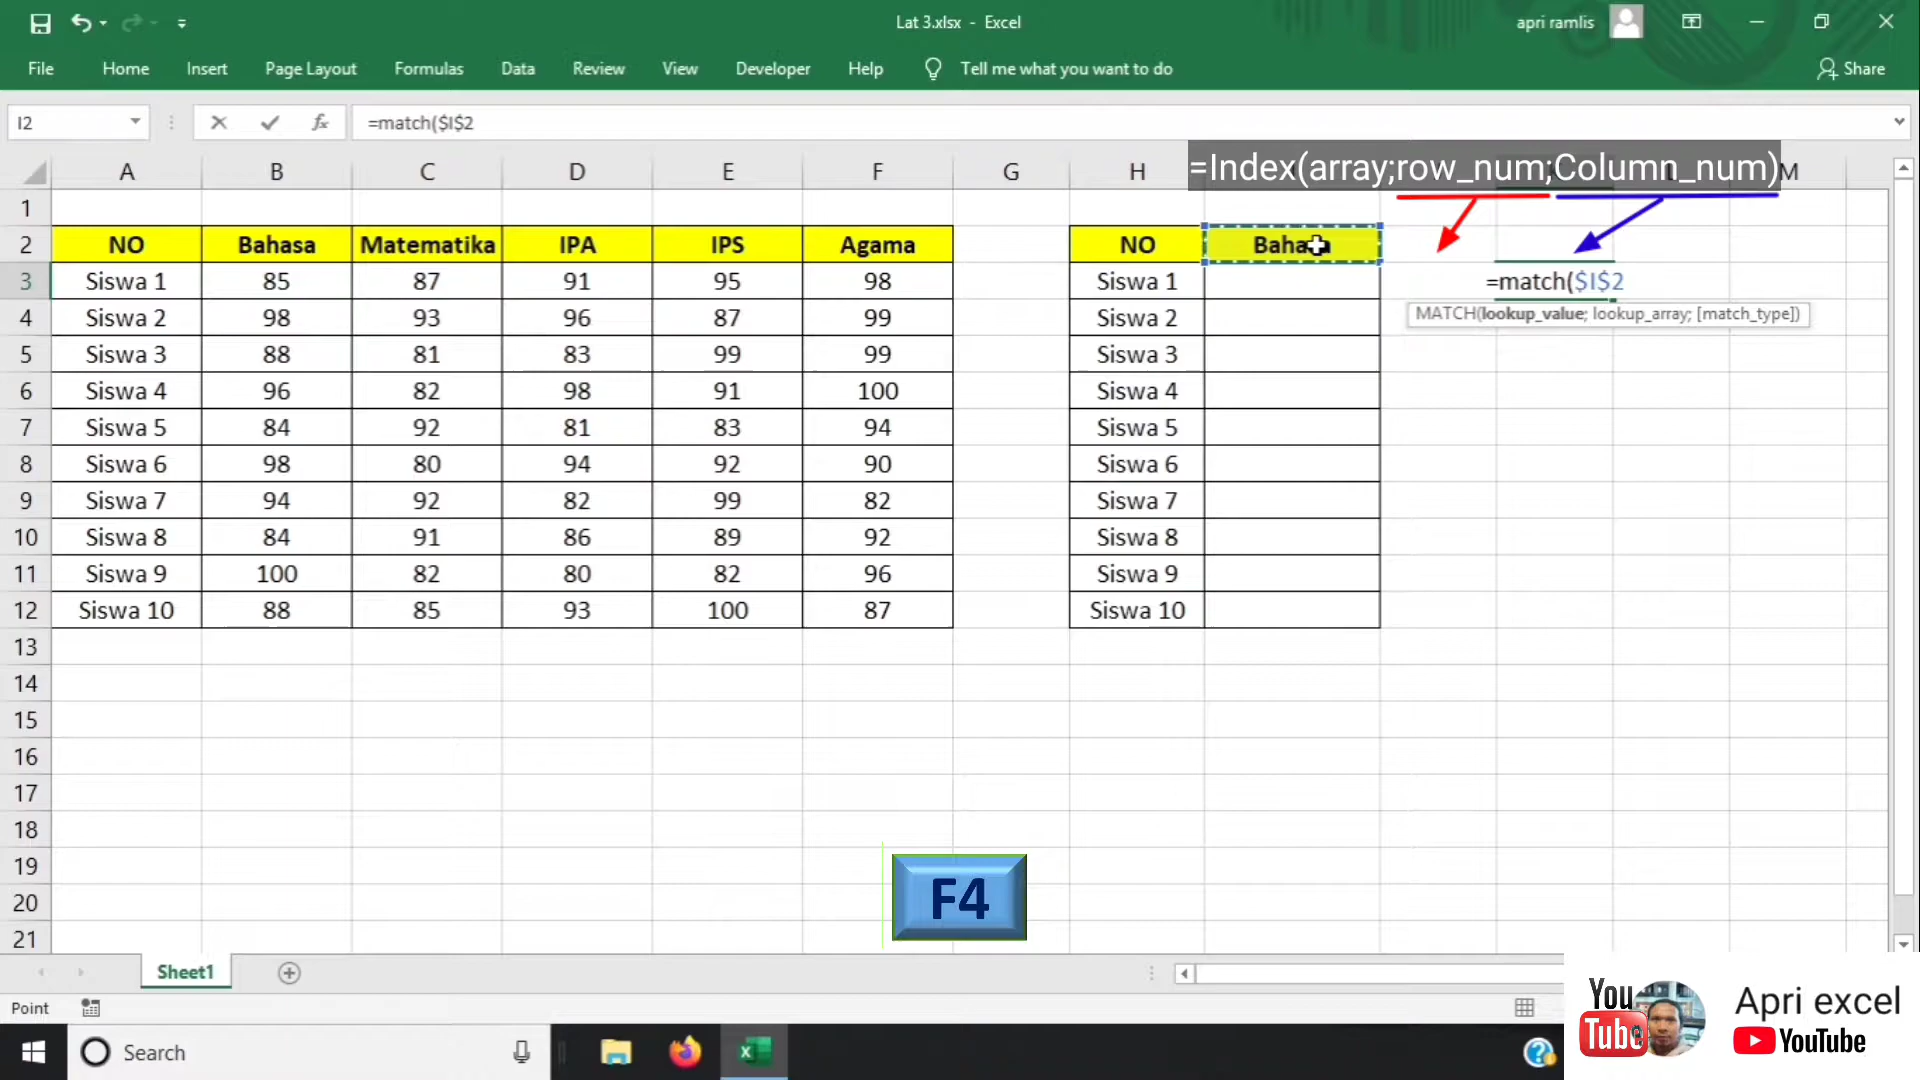 Lat 3.xlsx - Excel
apri ramlis
File Home Insert Page Layout Formulas Data Review View Developer Help Tell me what you want to do Share
I2 fx =match($I$2
=Index(array;row_num;Column_num)
A B C D E F G H M
1
2 NO Bahasa Matematika IPA IPS Agama NO Bahasa
3 Siswa 1 85 87 91 95 98 Siswa 1 =match($I$2
4 Siswa 2 98 93 96 87 99 Siswa 2 MATCH(lookup_value; lookup_array; [match_type])
5 Siswa 3 88 81 83 99 99 Siswa 3
6 Siswa 4 96 82 98 91 100 Siswa 4
7 Siswa 5 84 92 81 83 94 Siswa 5
8 Siswa 6 98 80 94 92 90 Siswa 6
9 Siswa 7 94 92 82 99 82 Siswa 7
10 Siswa 8 84 91 86 89 92 Siswa 8
11 Siswa 9 100 82 80 82 96 Siswa 9
12 Siswa 10 88 85 93 100 87 Siswa 10
13
14
15
16
17
18
19
20
21
F4
Sheet1
Point
You Tube Apri excel
YouTube
Search